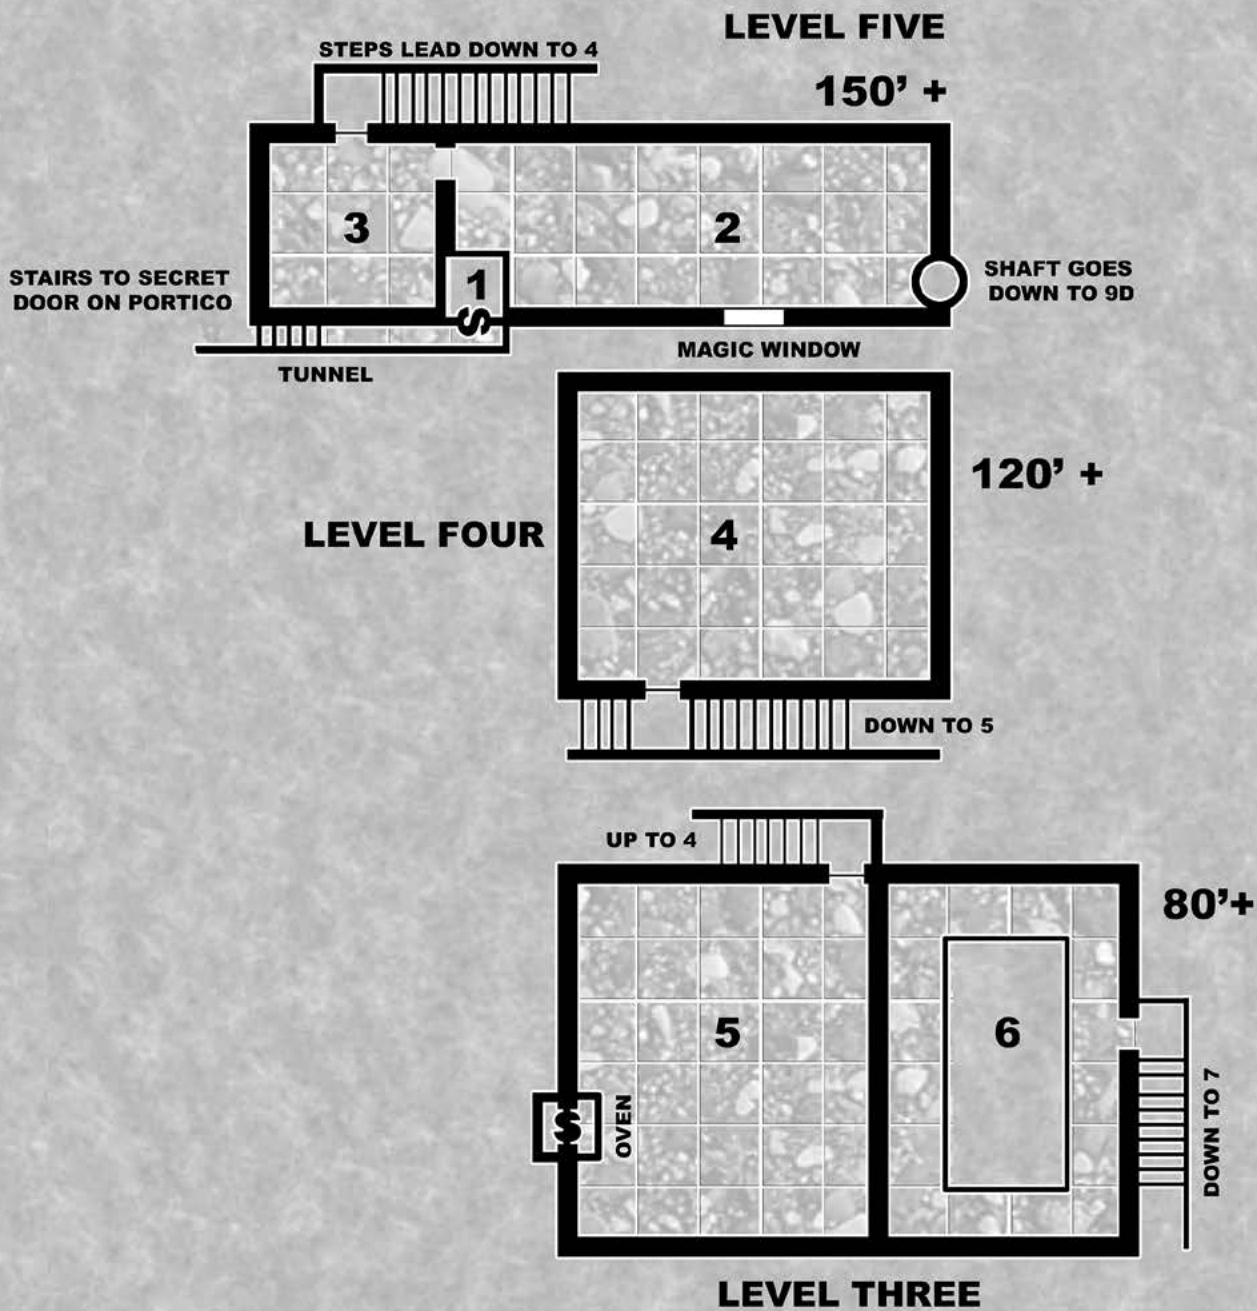 LEVEL FIVE
STEPS LEAD DOWN TO 4
150’ +
3
2
1
S
STAIRS TO SECRET
DOOR ON PORTICO
SHAFT GOES
DOWN TO 9D
MAGIC WINDOW
TUNNEL
120’ +
LEVEL FOUR
4
DOWN TO 5
UP TO 4
80’+
5
6
S
OVEN
DOWN TO 7
LEVEL THREE